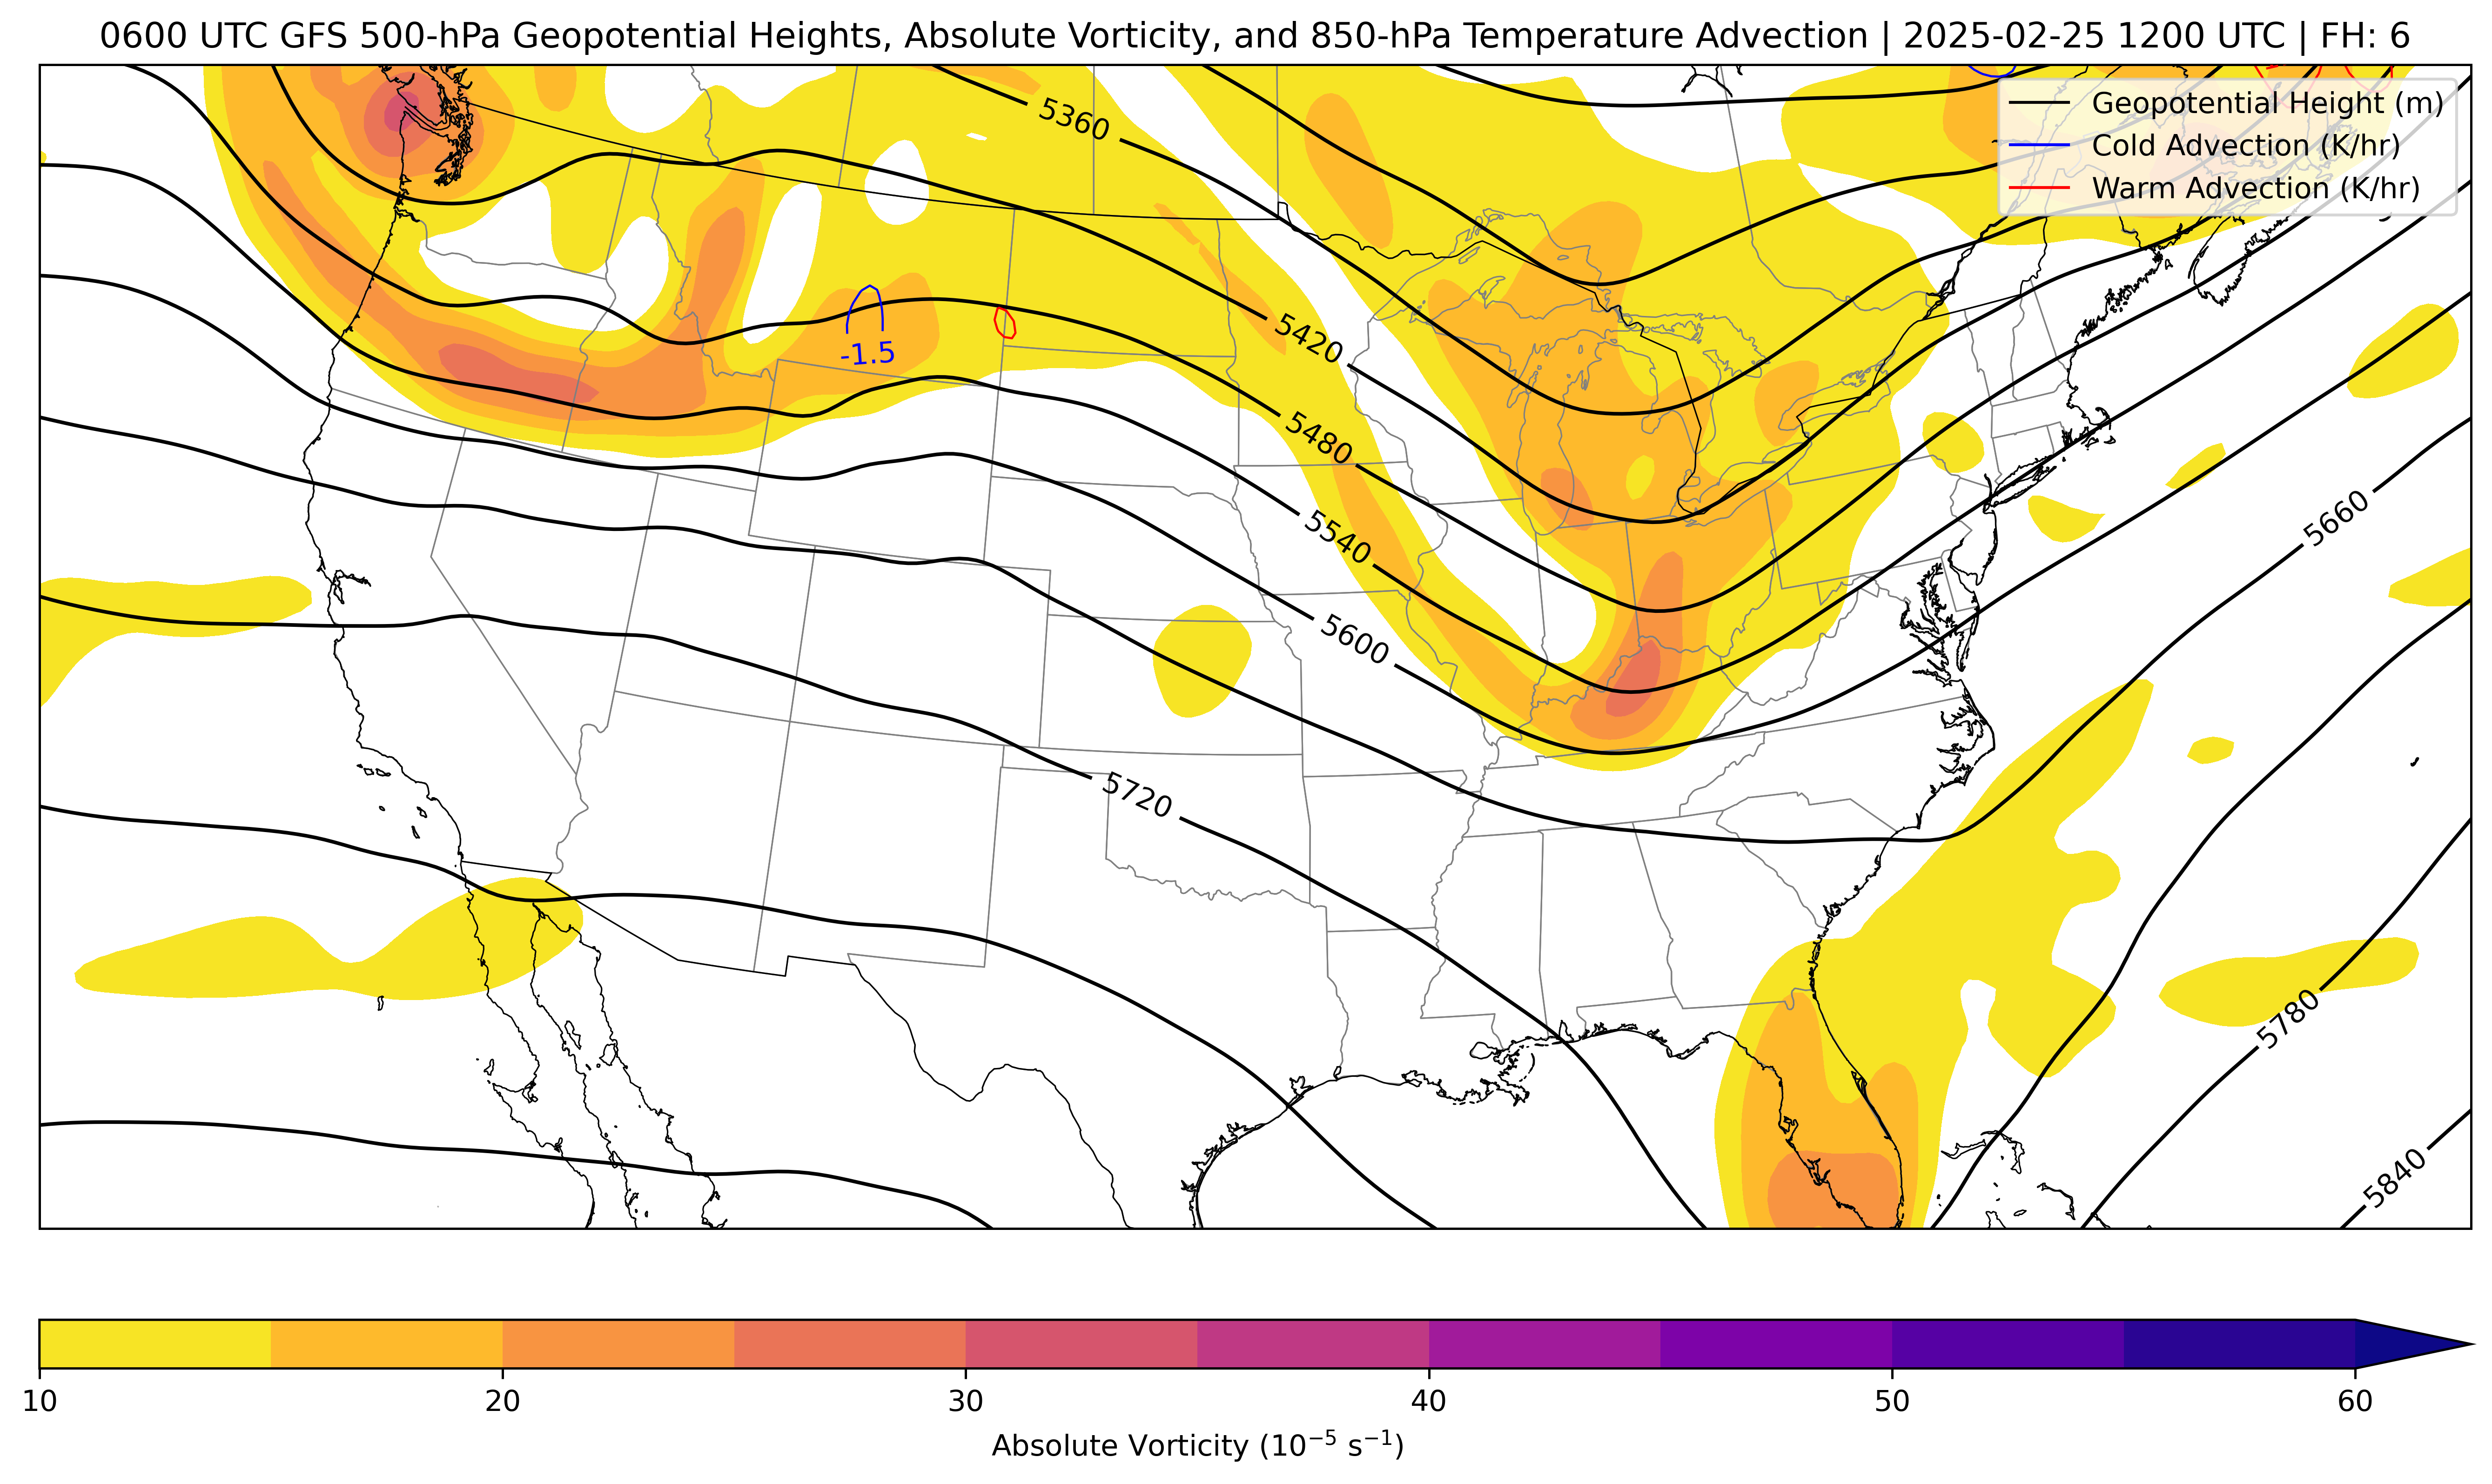 0600 UTC GFS 500-hPa Geopotential Heights, Absolute Vorticity, and 850-hPa Temperature Advection | 2025-02-25 1200 UTC | FH: 6
Geopotential Height (m)
Cold Advection (K/hr)
Warm Advection (K/hr)
5360
5420
-1.5
5480
5540
5660
5600
5720
5780
5840
10 20 30 40 50 60
Absolute Vorticity (10⁻⁵ s⁻¹)